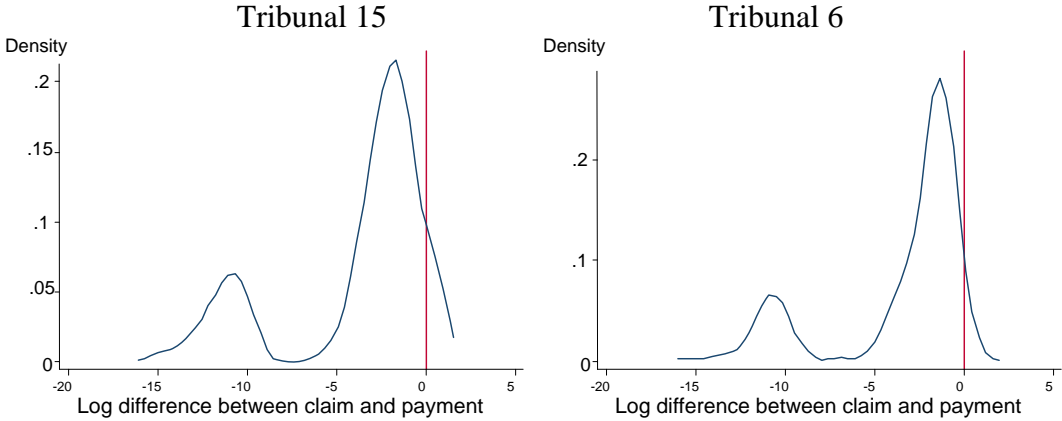 Tribunal 15
Density
.2
.15
.1
.05
0
-20 -15 -10 -5 0 5
Log difference between claim and payment
Tribunal 6
Density
.2
.1
0
-20 -15 -10 -5 0 5
Log difference between claim and payment